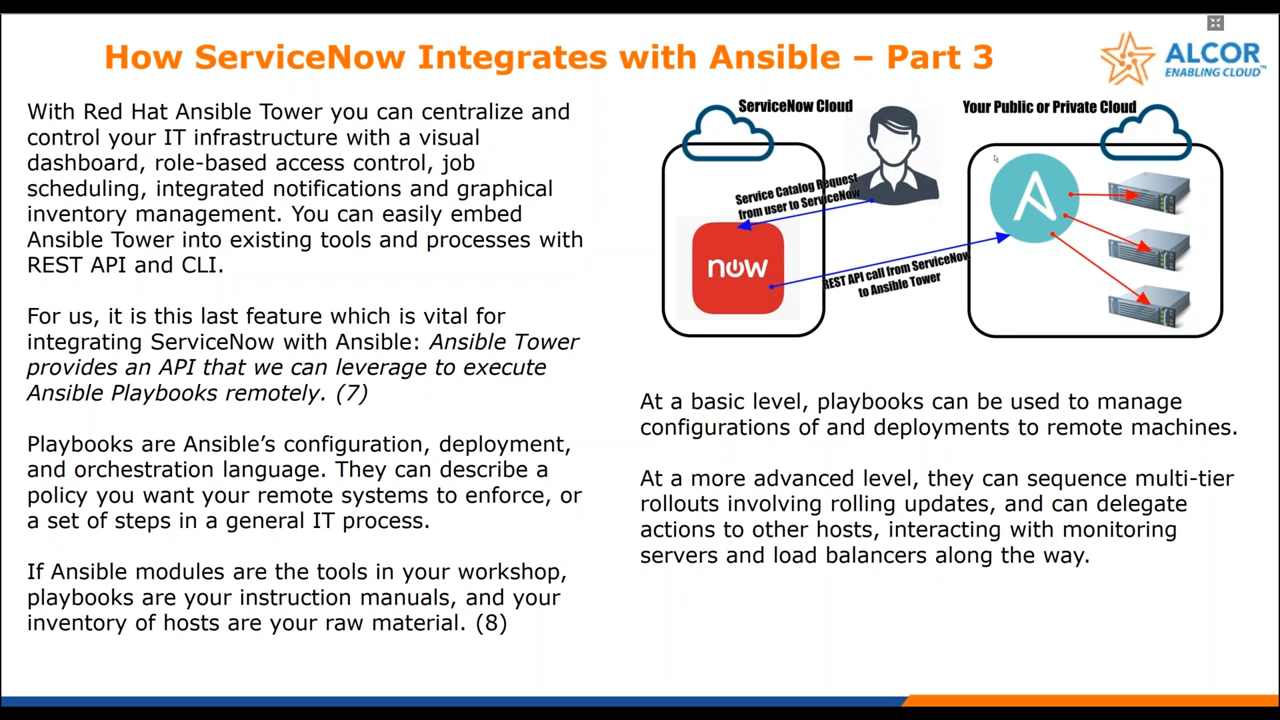 How ServiceNow Integrates with Ansible – Part 3
ALCOR
ENABLING CLOUD™
With Red Hat Ansible Tower you can centralize and
control your IT infrastructure with a visual
dashboard, role-based access control, job
scheduling, integrated notifications and graphical
inventory management. You can easily embed
Ansible Tower into existing tools and processes with
REST API and CLI.
For us, it is this last feature which is vital for
integrating ServiceNow with Ansible: Ansible Tower
provides an API that we can leverage to execute
Ansible Playbooks remotely. (7)
Playbooks are Ansible’s configuration, deployment,
and orchestration language. They can describe a
policy you want your remote systems to enforce, or
a set of steps in a general IT process.
If Ansible modules are the tools in your workshop,
playbooks are your instruction manuals, and your
inventory of hosts are your raw material. (8)
ServiceNow Cloud
Your Public or Private Cloud
Service Catalog Request
from user to ServiceNow
now
REST API call from ServiceNow
to Ansible Tower
A
At a basic level, playbooks can be used to manage
configurations of and deployments to remote machines.
At a more advanced level, they can sequence multi-tier
rollouts involving rolling updates, and can delegate
actions to other hosts, interacting with monitoring
servers and load balancers along the way.